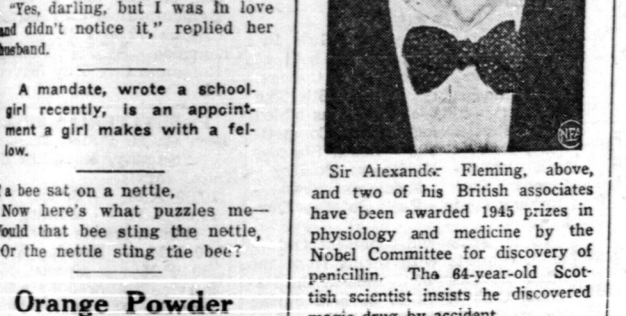 "Yes, darling, but I was in love
and didn't notice it," replied her
husband.
A mandate, wrote a school-
girl recently, is an appoint-
ment a girl makes with a fel-
low.
a bee sat on a nettle,
Now here's what puzzles me—
ould that bee sting the nettle,
Or the nettle sting the bee?
Orange Powder
NEA
Sir Alexander Fleming, above,
and two of his British associates
have been awarded 1945 prizes in
physiology and medicine by the
Nobel Committee for discovery of
penicillin. The 64-year-old Scot-
tish scientist insists he discovered
magic drug by accident